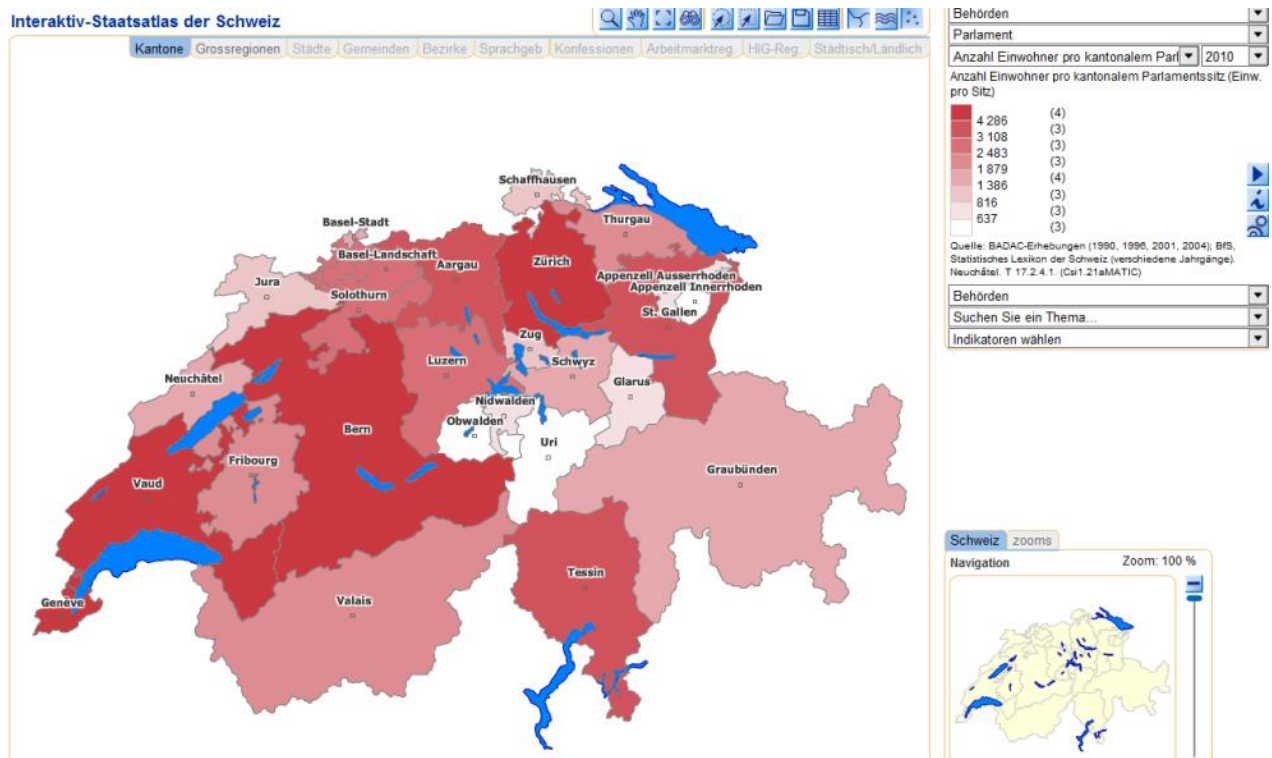 Interaktiv-Staatsatlas der Schweiz
Kantone Grossregionen Städte Gemeinden Bezirke Sprachgeb Konfessionen Arbeitmarktreg. HIG-Reg. Städtisch/Ländlich
Behörden
Parlament
Anzahl Einwohner pro kantonalem Parl 2010
Anzahl Einwohner pro kantonalem Parlamentssitz (Einw.
pro Sitz)
(4)
4 286
(3)
3 108
(3)
2 483
(3)
1 879
(4)
1 386
(3)
816
(3)
637
(3)
Quelle: BADAC-Erhebungen (1990, 1996, 2001, 2004); BfS,
Statistisches Lexikon der Schweiz (verschiedene Jahrgänge).
Neuchâtel. T 17.2.4.1. (Csi1.21aMATIC)
Behörden
Suchen Sie ein Thema...
Indikatoren wählen
Schaffhausen
Basel-Stadt
Thurgau
Basel-Landschaft
Aargau
Zürich
Appenzell Ausserrhoden
Jura
Appenzell Innerrhoden
Solothurn
St. Gallen
Zug
Luzern
Schwyz
Neuchâtel
Glarus
Nidwalden
Obwalden
Bern
Uri
Fribourg
Graubünden
Vaud
Tessin
Genève
Valais
Schweiz zooms
Navigation Zoom: 100 %